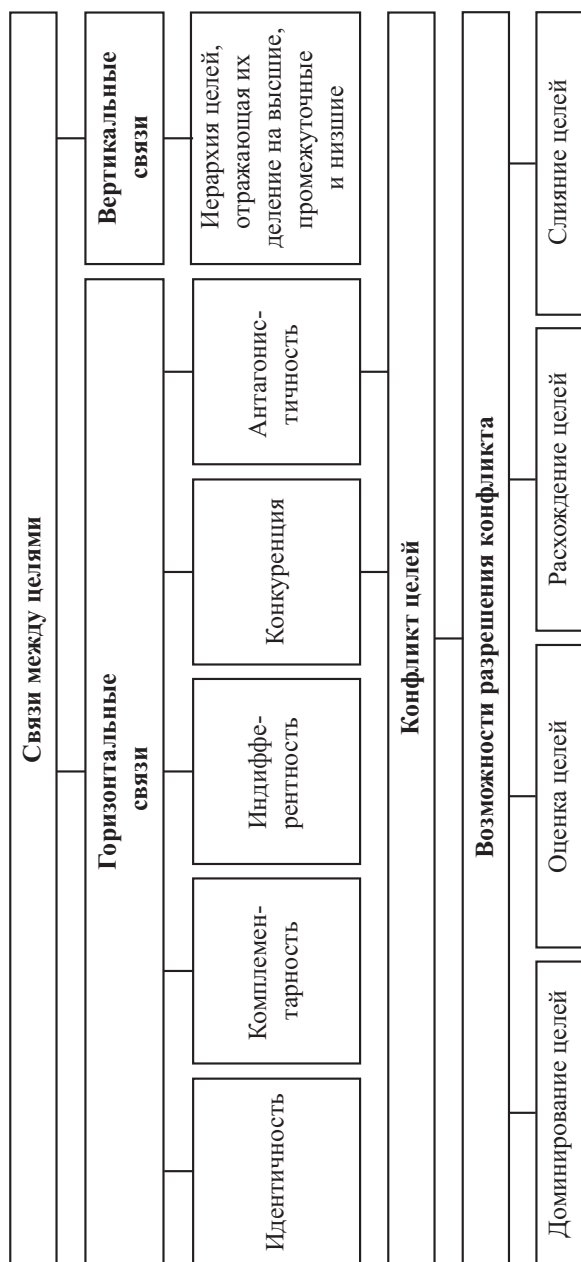 Связи между целями
Горизонтальные
связи
Вертикальные
связи
Идентичность
Комплемен-
тарность
Индиффе-
рентность
Конкуренция
Антагонис-
тичность
Иерархия целей,
отражающая их
деление на высшие,
промежуточные
и низшие
Конфликт целей
Возможности разрешения конфликта
Доминирование целей
Оценка целей
Расхождение целей
Слияние целей